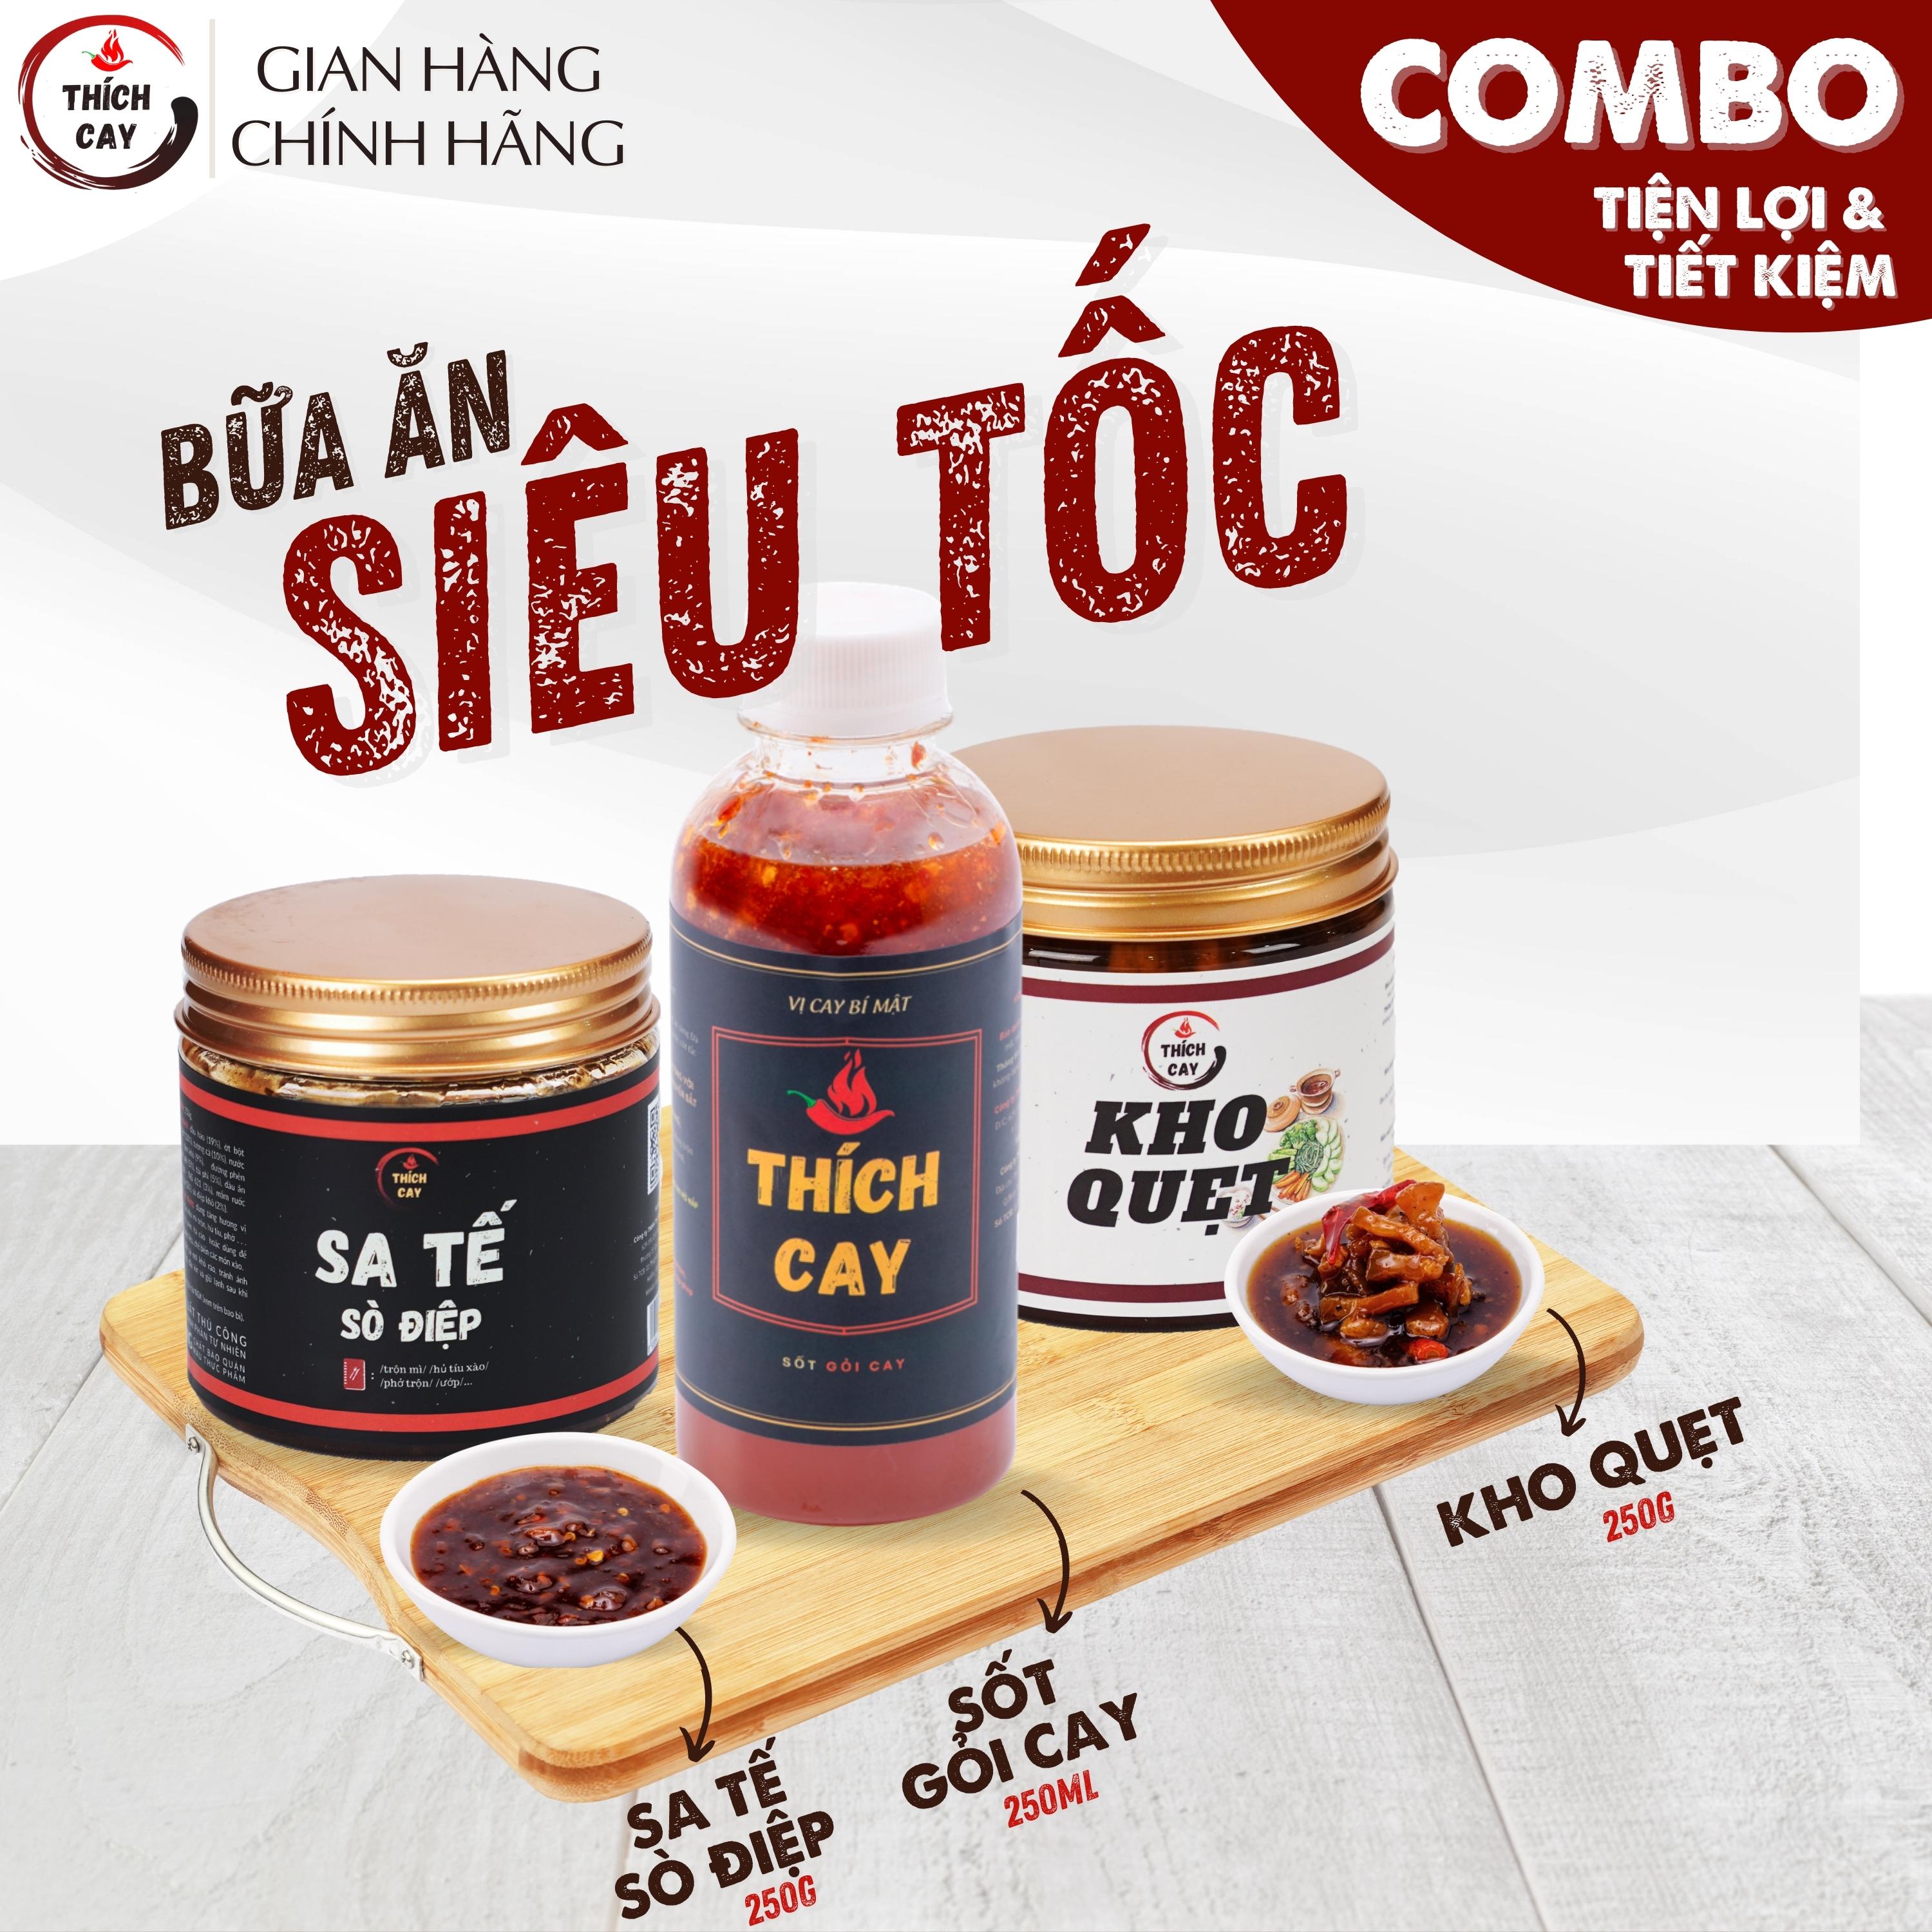 THÍCH
CAY
GIAN HÀNG
CHÍNH HÃNG
COMBO
TIỆN LỢI &
TIẾT KIỆM
BỮA ĂN
SIÊU TỐC
THÍCH
CAY
SA TẾ
SÒ ĐIỆP
/trộn mì/ /hủ tíu xào/
/phở trộn/ /ướp/...
VỊ CAY BÍ MẬT
THÍCH
CAY
SỐT GỎI CAY
THÍCH
CAY
KHO
QUẸT
KHO QUẸT
250G
SỐT
GỎI CAY
250ML
SA TẾ
SÒ ĐIỆP
250G